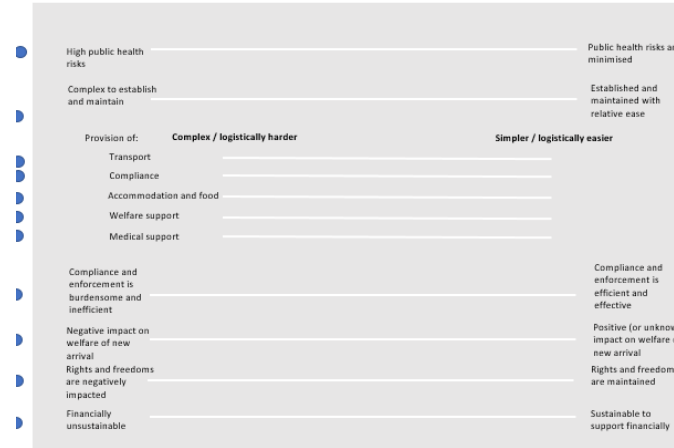 High public health
risks
Public health risks
minimised
Complex to establish
and maintain
Established and
maintained with
relative ease
Provision of: Complex / logistically harder Simpler / logistically easier
Transport
Compliance
Accommodation and food
Welfare support
Medical support
Compliance and
enforcement is
burdensome and
inefficient
Compliance and
enforcement is
efficient and
effective
Negative impact on
welfare of new
arrival
Positive (or
impact on welfare
new arrival
Rights and freedoms
are negatively
impacted
Rights and
are maintained
Financially
unsustainable
Sustainable to
support financially